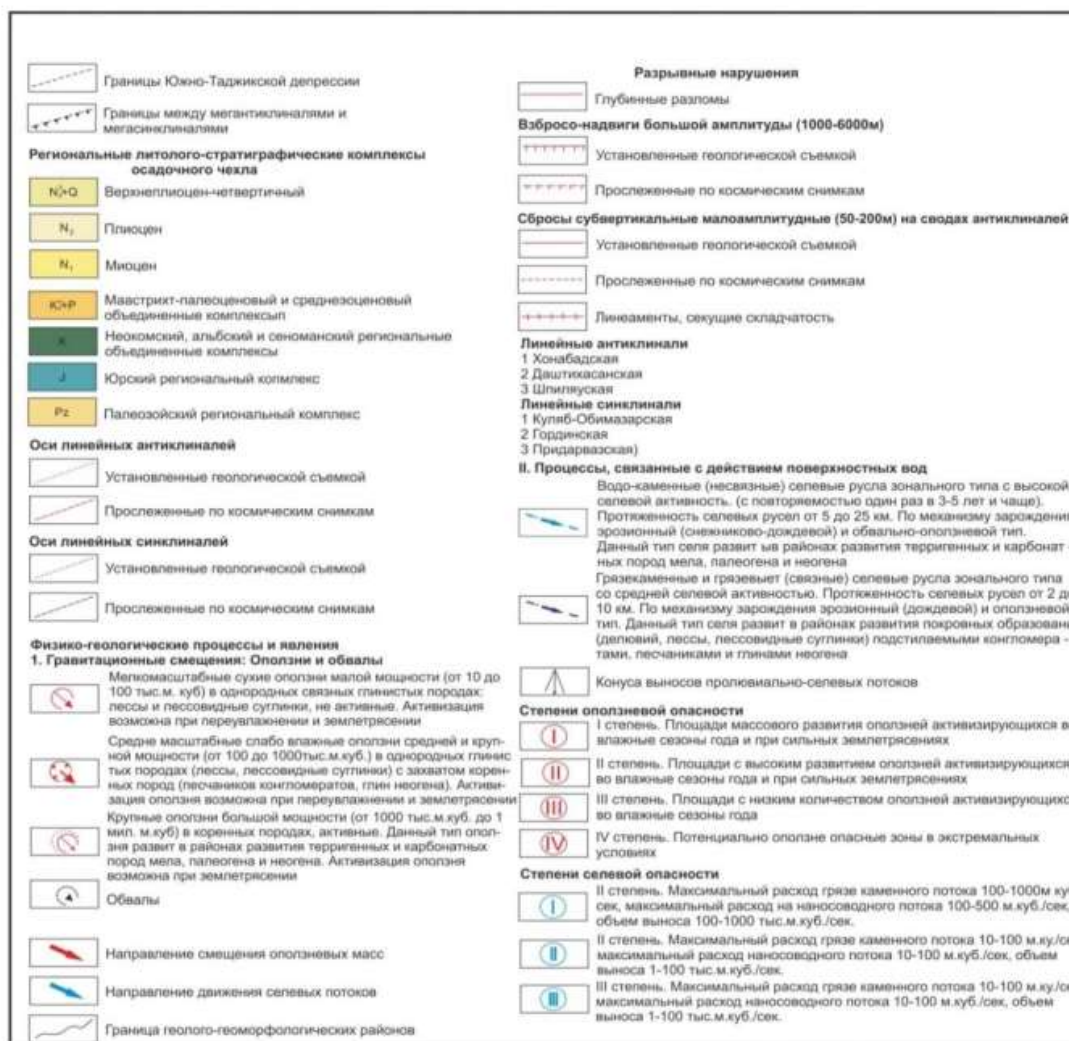 Границы Южно-Таджикской депрессии
Границы между мегантиклиналями и
мегасинклиналями
Региональные литолого-стратиграфические комплексы
осадочного чехла
Верхнеплиоцен-четвертичный
N₂ Плиоцен
N₁ Миоцен
Маастрихт-палеоценовый и среднеэоценовый
объединенные комплексып
K Неокомский, альбский и сеноманский региональные
объединенные комплексы
J Юрский региональный копмлекс
Pz Палеозойский региональный комплекс
Оси линейных антиклиналей
Установленные геологической съемкой
Прослеженные по космическим снимкам
Оси линейных синклиналей
Установленные геологической съемкой
Прослеженные по космическим снимкам
Физико-геологические процессы и явления
1. Гравитационные смещения: Оползни и обвалы
Мелкомасштабные сухие оползни малой мощности (от 10 до
100 тыс.м. куб) в однородных связных глинистых породах:
лессы и лессовидные суглинки, не активные. Активизация
возможна при переувлажнении и землетрясении
Средне масштабные слабо влажные оползни средней и круп-
ной мощности (от 100 до 1000тыс.м.куб.) в однородных глинис
тых породах (лессы, лессовидные суглинки) с захватом корен-
ных пород (песчаников конгломератов, глин неогена). Активи-
зация оползня возможна при переувлажнении и землетрясении
Крупные оползни большой мощности (от 1000 тыс.м.куб. до 1
мил. м.куб) в коренных породах, активные. Данный тип опол-
зня развит в районах развития терригенных и карбонатных
пород мела, палеогена и неогена. Активизация оползня
возможна при землетрясении
Обвалы
Направление смещения оползневых масс
Направление движения селевых потоков
Граница геолого-геоморфологических районов
Разрывные нарушения
Глубинные разломы
Взбросо-надвиги большой амплитуды (1000-6000м)
Установленные геологической съемкой
Прослеженные по космическим снимкам
Сбросы субвертикальные малоамплитудные (50-200м) на сводах антиклиналей
Установленные геологической съемкой
Прослеженные по космическим снимкам
Линеаменты, секущие складчатость
Линейные антиклинали
1 Хонабадская
2 Даштихасанская
3 Шпиляуская
Линейные синклинали
1 Куляб-Обимазарская
2 Гординская
3 Придарвазская)
II. Процессы, связанные с действием поверхностных вод
Водо-каменные (несвязные) селевые русла зонального типа с высокой
селевой активность. (с повторяемостью один раз в 3-5 лет и чаще).
Протяженность селевых русел от 5 до 25 км. По механизму зарождения
эрозионный (снежниково-дождевой) и обвально-оползневой тип.
Данный тип селя развит ыв районах развития терригенных и карбонат
ных пород мела, палеогена и неогена
Грязекаменные и грязевыет (связные) селевые русла зонального типа
со средней селевой активностью. Протяженность селевых русел от 2 до
10 км. По механизму зарождения эрозионный (дождевой) и оползневой
тип. Данный тип селя развит в районах развития покровных образовани
(делювий, лессы, лессовидные суглинки) подстилаемыми конгломера -
тами, песчаниками и глинами неогена
Конуса выносов пролювиально-селевых потоков
Степени оползневой опасности
I I степень. Площади массового развития оползней активизирующихся в
влажные сезоны года и при сильных землетрясениях
II II степень. Площади с высоким развитием оползней активизирующихся
во влажные сезоны года и при сильных землетрясениях
III III степень. Площади с низким количеством оползней активизирующихс
во влажные сезоны года
IV IV степень. Потенциально оползне опасные зоны в экстремальных
условиях
Степени селевой опасности
I II степень. Максимальный расход грязе каменного потока 100-1000м ку
сек, максимальный расход на наносоводного потока 100-500 м.куб./сек,
объем выноса 100-1000 тыс.м.куб./сек.
II II степень. Максимальный расход грязе каменного потока 10-100 м.ку./се
максимальный расход наносоводного потока 10-100 м.куб./сек, объем
выноса 1-100 тыс.м.куб./сек.
III III степень. Максимальный расход грязе каменного потока 10-100 м.ку./се
максимальный расход наносоводного потока 10-100 м.куб./сек, объем
выноса 1-100 тыс.м.куб./сек.